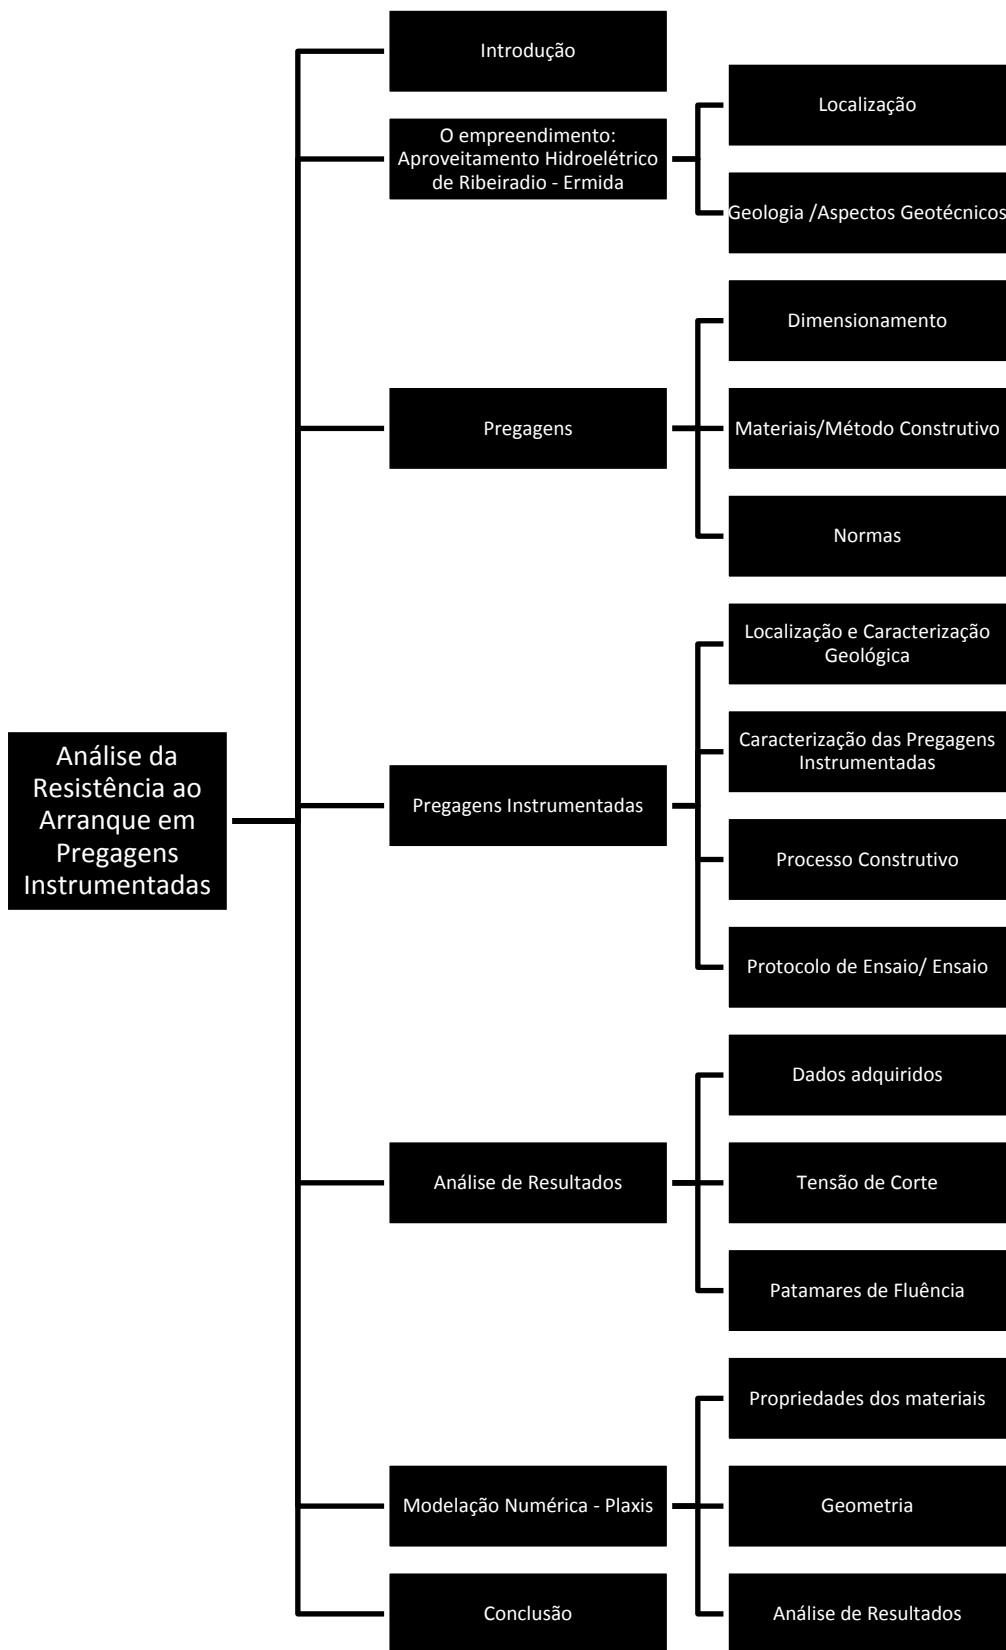 Análise da
Resistência ao
Arranque em
Pregagens
Instrumentadas
Introdução
O empreendimento:
Aproveitamento Hidroelétrico
de Ribeiradio - Ermida
Localização
Geologia /Aspectos Geotécnicos
Pregagens
Dimensionamento
Materiais/Método Construtivo
Normas
Pregagens Instrumentadas
Localização e Caracterização
Geológica
Caracterização das Pregagens
Instrumentadas
Processo Construtivo
Protocolo de Ensaio/ Ensaio
Análise de Resultados
Dados adquiridos
Tensão de Corte
Patamares de Fluência
Modelação Numérica - Plaxis
Propriedades dos materiais
Geometria
Análise de Resultados
Conclusão